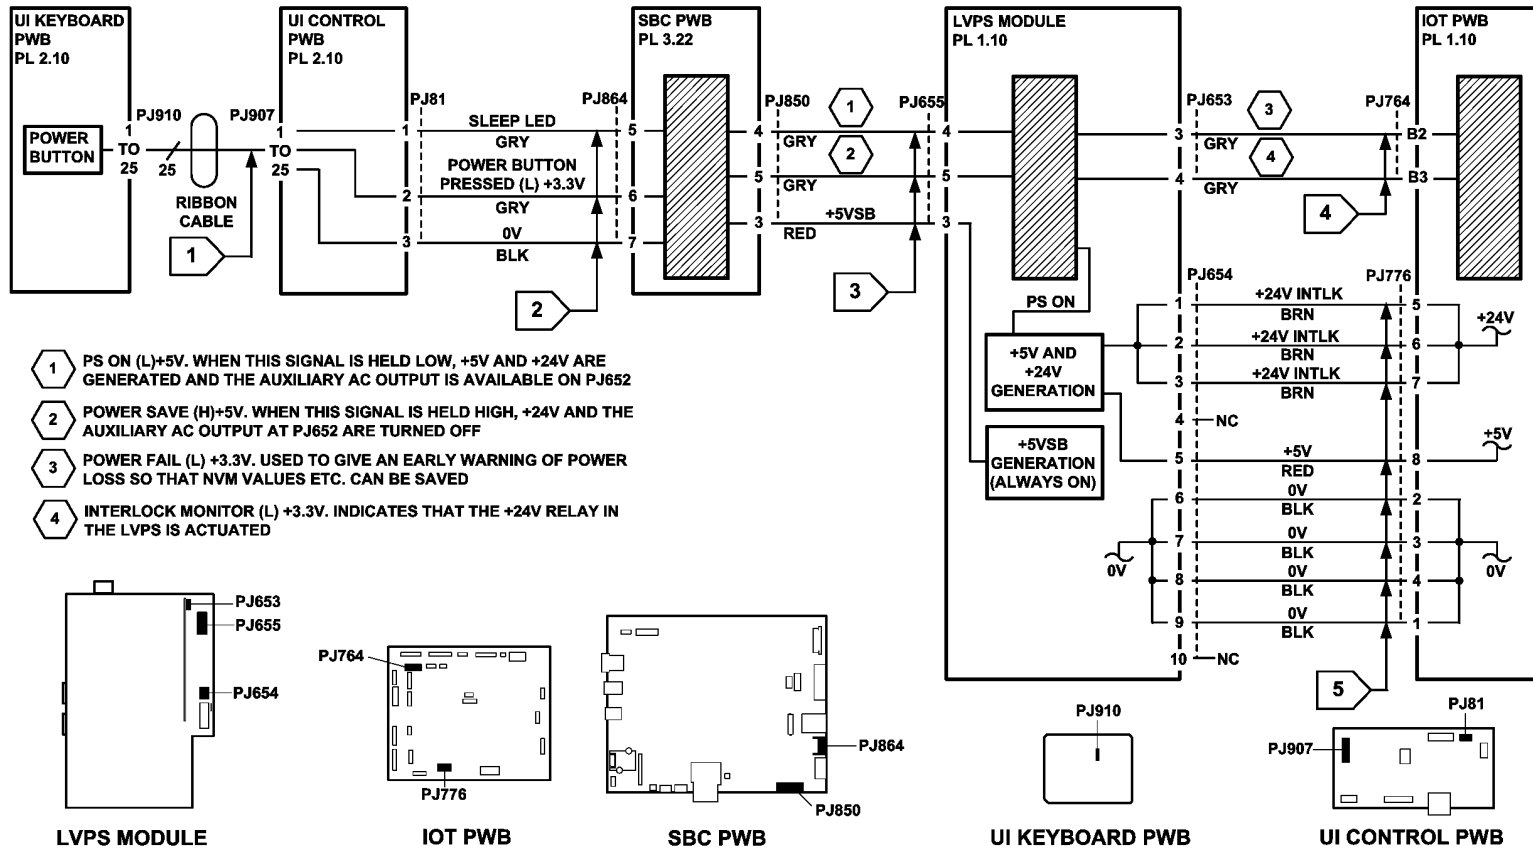 UI KEYBOARD
PWB
PL 2.10
UI CONTROL
PWB
PL 2.10
SBC PWB
PL 3.22
LVPS MODULE
PL 1.10
IOT PWB
PL 1.10
POWER
BUTTON
PJ910
1
TO
25
25
RIBBON
CABLE
1
PJ907
1
TO
25
PJ81
1
2
3
SLEEP LED
GRY
POWER BUTTON
PRESSED (L) +3.3V
GRY
0V
BLK
2
PJ864
5
6
7
PJ850
4
5
3
1
GRY
2
GRY
+5VSB
RED
3
PJ655
4
5
3
PS ON
+5V AND
+24V
GENERATION
+5VSB
GENERATION
(ALWAYS ON)
PJ653
3
4
3
GRY
4
GRY
4
PJ764
B2
B3
PJ654
1
2
3
4
NC
5
6
7
8
9
10
NC
0V
+24V INTLK
BRN
+24V INTLK
BRN
+24V INTLK
BRN
+5V
RED
0V
BLK
0V
BLK
0V
BLK
0V
BLK
5
PJ776
5
6
7
8
2
3
4
1
+24V
+5V
0V
1
PS ON (L)+5V. WHEN THIS SIGNAL IS HELD LOW, +5V AND +24V ARE
GENERATED AND THE AUXILIARY AC OUTPUT IS AVAILABLE ON PJ652
2
POWER SAVE (H)+5V. WHEN THIS SIGNAL IS HELD HIGH, +24V AND THE
AUXILIARY AC OUTPUT AT PJ652 ARE TURNED OFF
3
POWER FAIL (L) +3.3V. USED TO GIVE AN EARLY WARNING OF POWER
LOSS SO THAT NVM VALUES ETC. CAN BE SAVED
4
INTERLOCK MONITOR (L) +3.3V. INDICATES THAT THE +24V RELAY IN
THE LVPS IS ACTUATED
PJ653
PJ655
PJ654
LVPS MODULE
PJ764
PJ776
IOT PWB
PJ864
PJ850
SBC PWB
PJ910
UI KEYBOARD PWB
PJ81
PJ907
UI CONTROL PWB